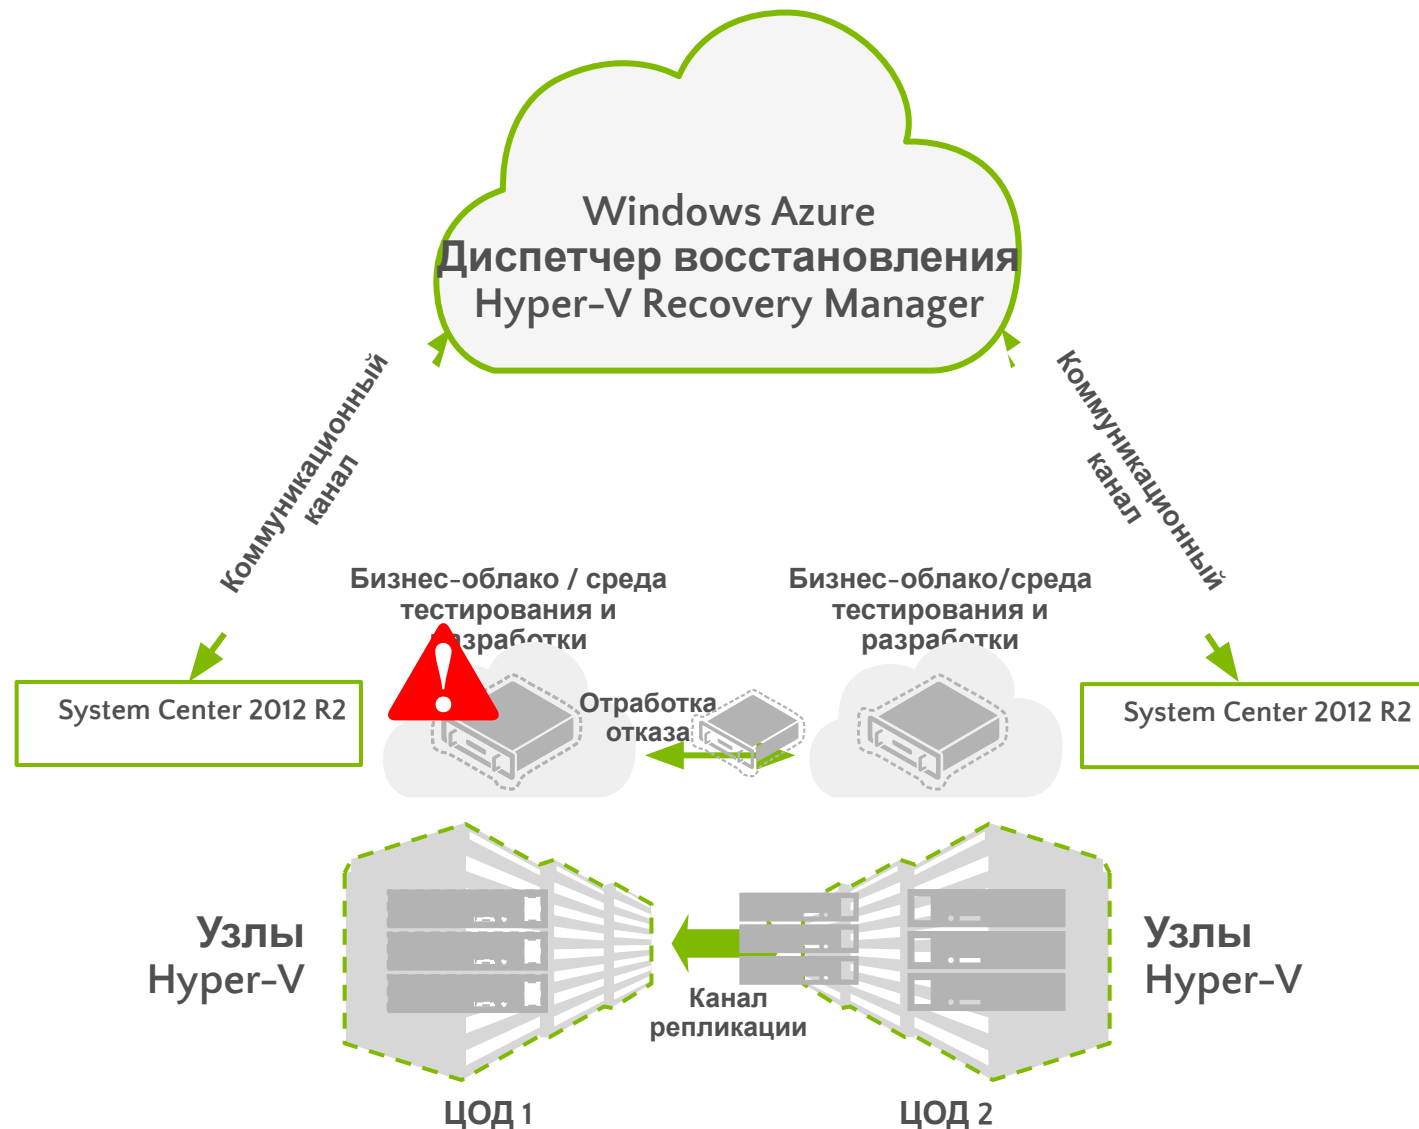 Windows Azure
Диспетчер восстановления
Hyper-V Recovery Manager
Коммуникационный
канал
Коммуникационный
канал
Бизнес-облако / среда
тестирования и
разработки
Бизнес-облако/среда
тестирования и
разработки
System Center 2012 R2
Отработка
отказа
System Center 2012 R2
Узлы
Hyper-V
Канал
репликации
Узлы
Hyper-V
ЦОД 1
ЦОД 2